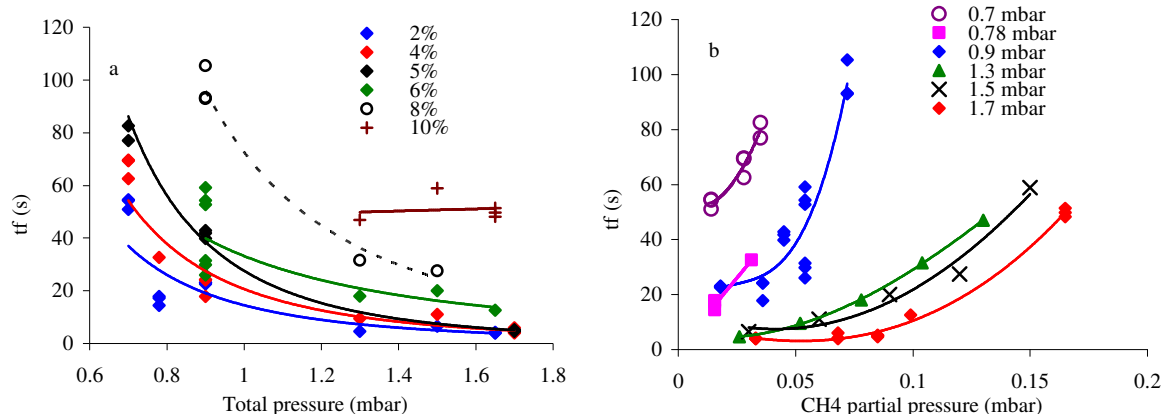 120
100
80
60
40
20
0
tf (s)
a
2%
4%
5%
6%
8%
10%
0.6 0.8 1 1.2 1.4 1.6 1.8
Total pressure (mbar)
120
100
80
60
40
20
0
tf (s)
b
0.7 mbar
0.78 mbar
0.9 mbar
1.3 mbar
1.5 mbar
1.7 mbar
0 0.05 0.1 0.15 0.2
CH4 partial pressure (mbar)